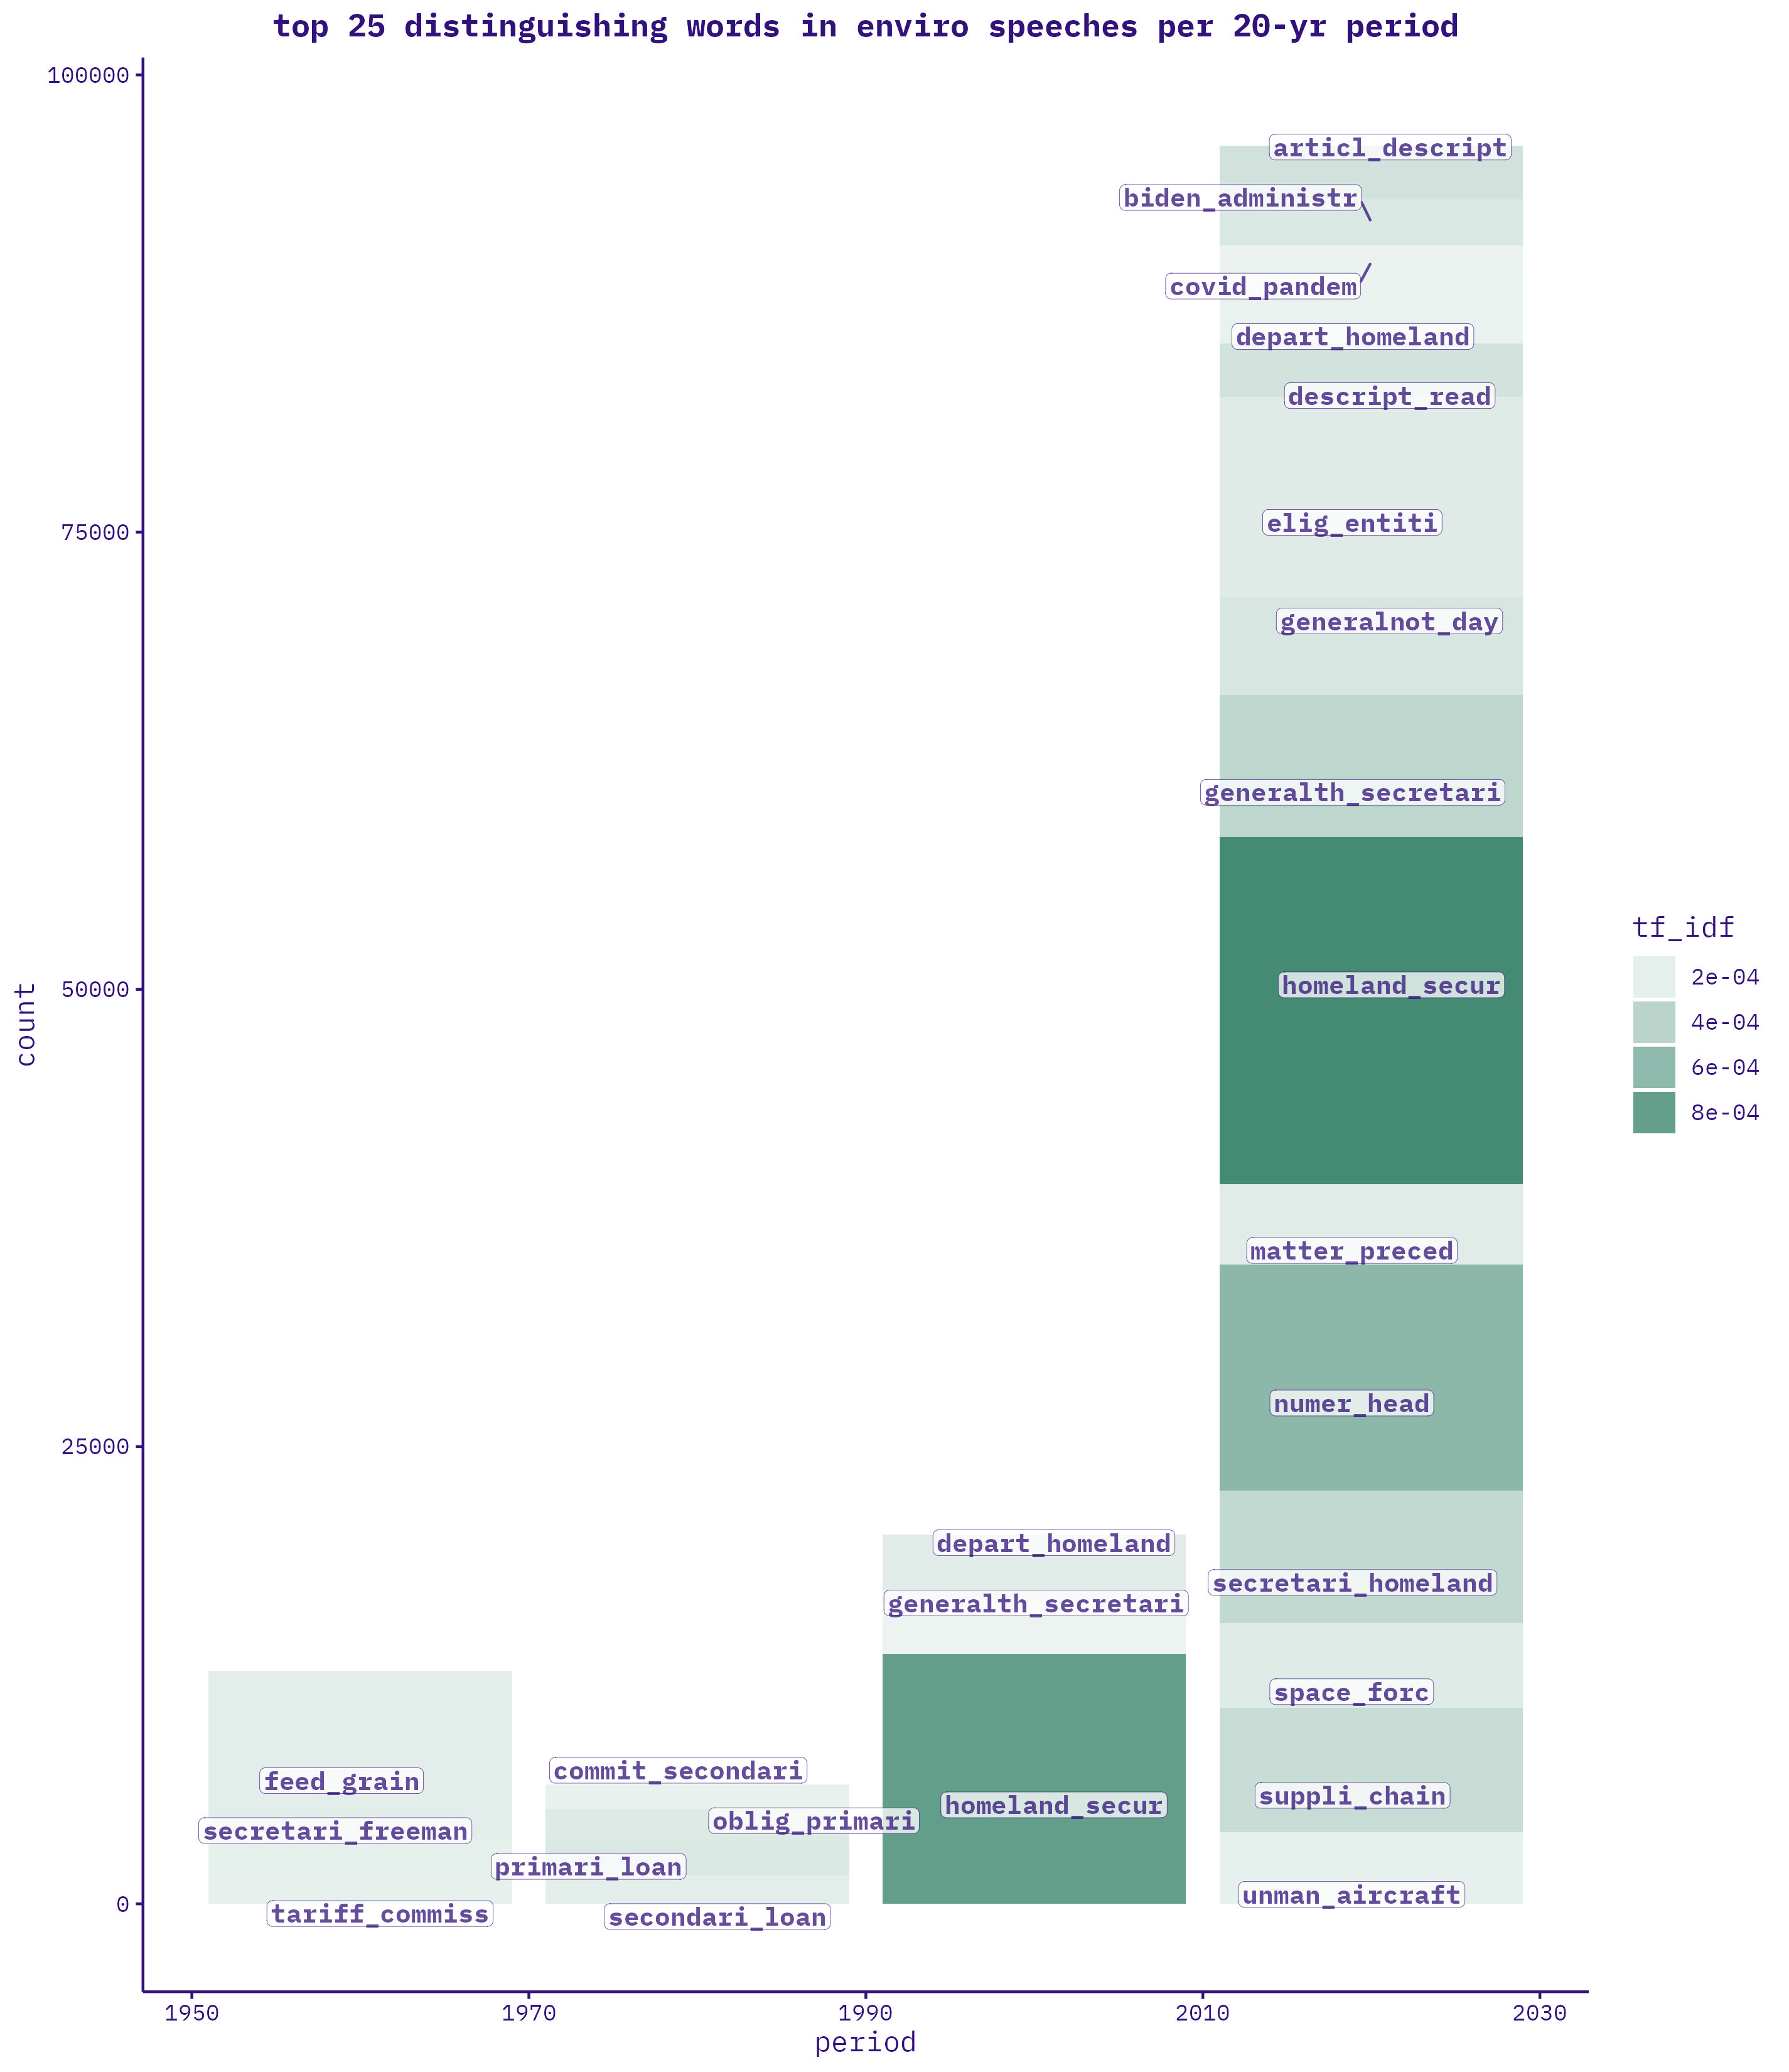 top 25 distinguishing words in enviro speeches per 20-yr period
100000
75000
50000
25000
0
count
articl_descript
biden_administr
covid_pandem
depart_homeland
descript_read
elig_entiti
generalnot_day
generalth_secretari
homeland_secur
matter_preced
numer_head
secretari_homeland
space_forc
suppli_chain
unman_aircraft
depart_homeland
generalth_secretari
homeland_secur
commit_secondari
oblig_primari
primari_loan
secondari_loan
feed_grain
secretari_freeman
tariff_commiss
tf_idf
2e-04
4e-04
6e-04
8e-04
1950 1970 1990 2010 2030
period